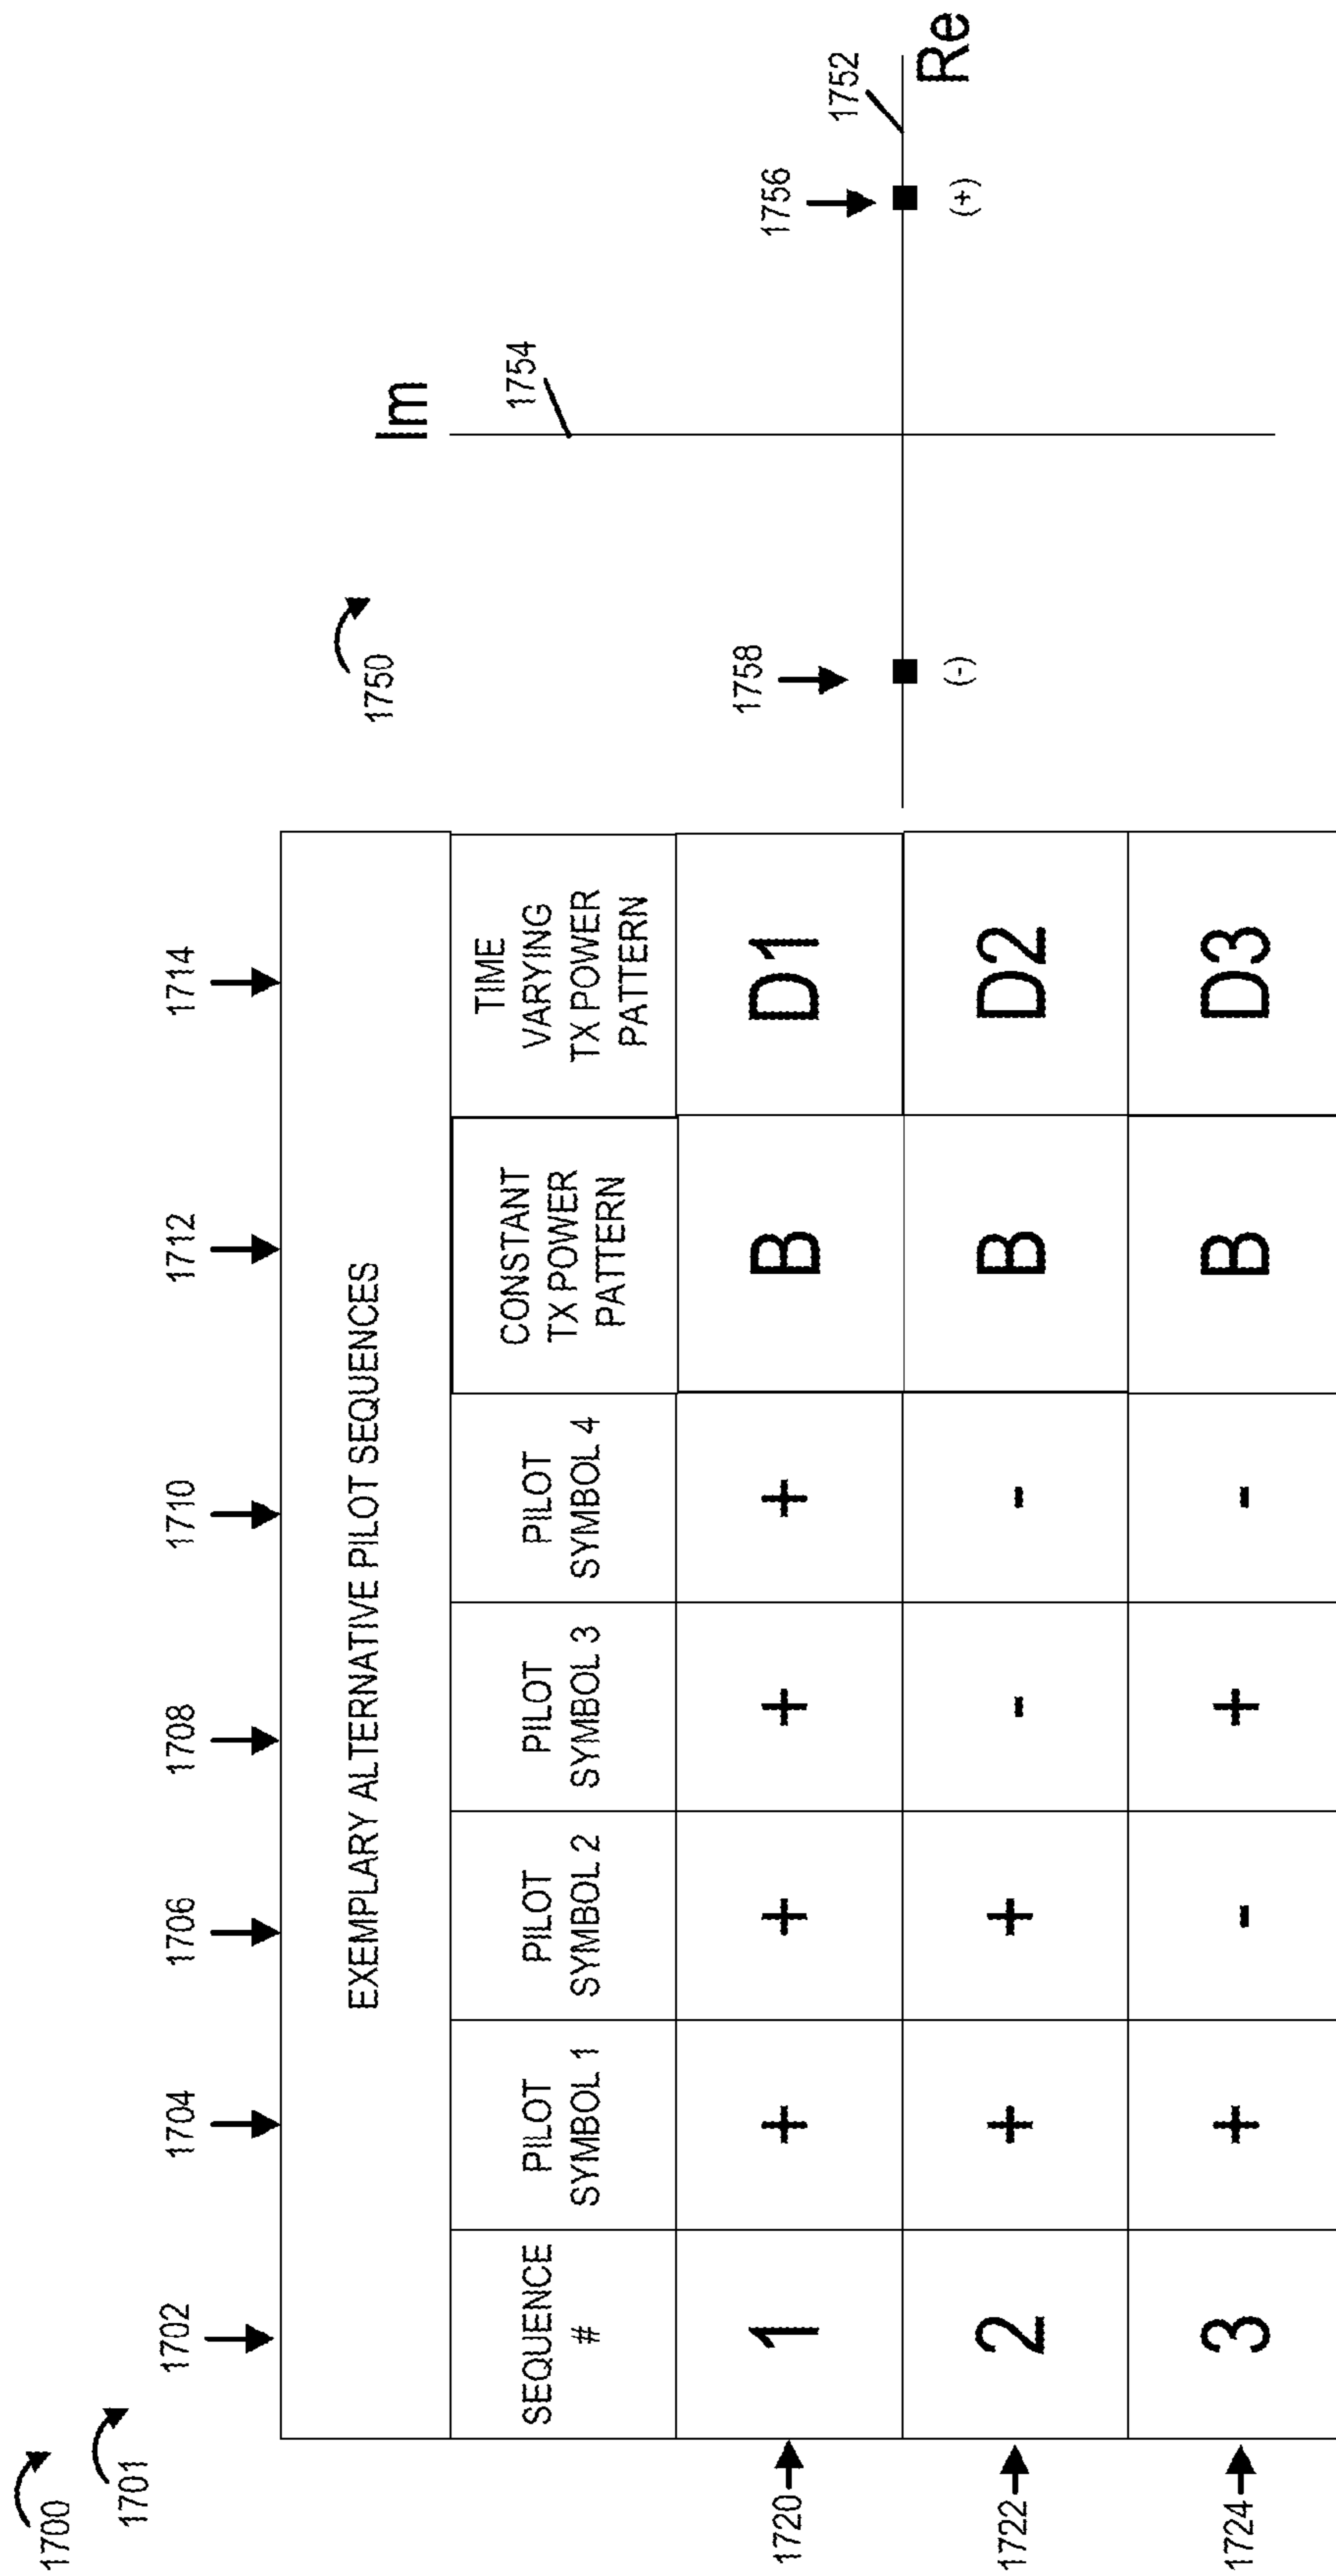 1700
1701
1702
1704
1706
1708
1710
1712
1714
EXEMPLARY ALTERNATIVE PILOT SEQUENCES
SEQUENCE
#
PILOT
SYMBOL 1
PILOT
SYMBOL 2
PILOT
SYMBOL 3
PILOT
SYMBOL 4
CONSTANT
TX POWER
PATTERN
TIME
VARYING
TX POWER
PATTERN
1720
1 + + + + B D1
1722
2 + + - - B D2
1724
3 + - + - B D3
1750
Im
1754
1758
1756
1752
Re
(-)
(+)